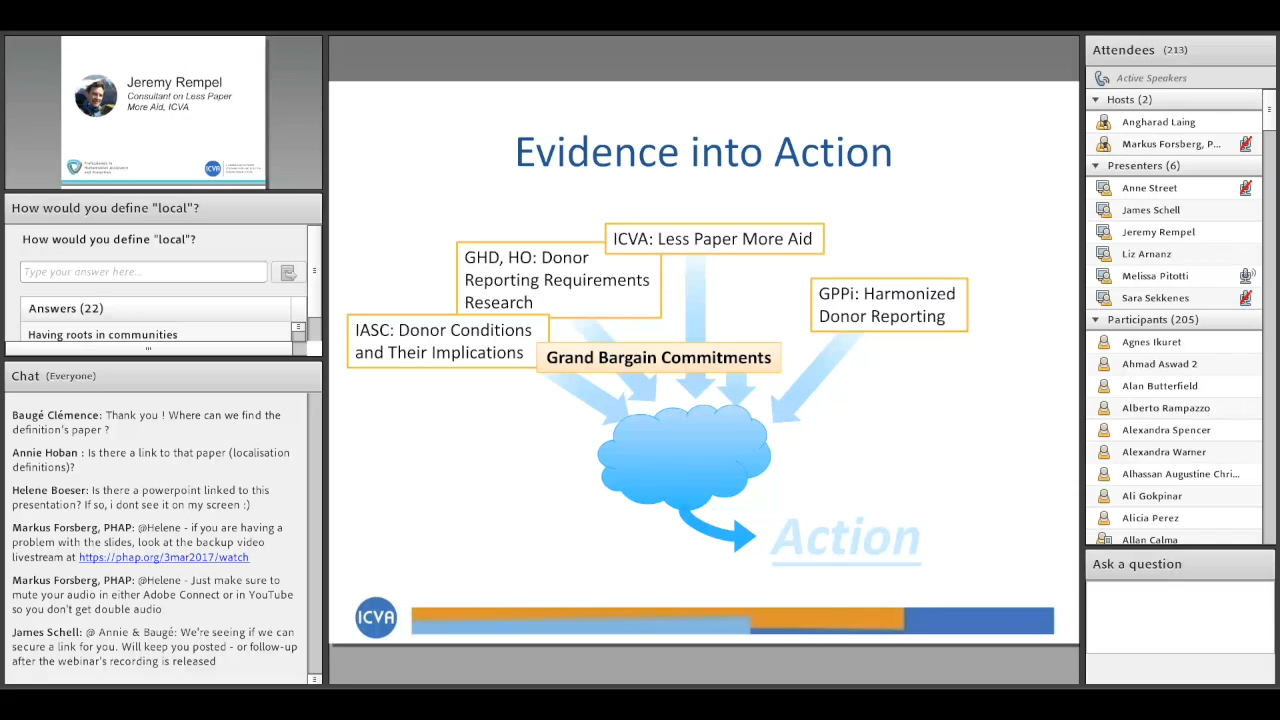 Jeremy Rempel
Consultant on Less Paper
More Aid, ICVA
ICVA
How would you define "local"?
How would you define "local"?
Type your answer here...
Answers (22)
Having roots in communities
Chat (Everyone)
Baugé Clémence: Thank you ! Where can we find the
definition's paper ?
Annie Hoban : Is there a link to that paper (localisation
definitions)?
Helene Boeser: Is there a powerpoint linked to this
presentation? If so, i dont see it on my screen :)
Markus Forsberg, PHAP: @Helene - if you are having a
problem with the slides, look at the backup video
livestream at https://phap.org/3mar2017/watch
Markus Forsberg, PHAP: @Helene - Just make sure to
mute your audio in either Adobe Connect or in YouTube
so you don't get double audio
James Schell: @ Annie & Baugé: We're seeing if we can
secure a link for you. Will keep you posted - or follow-up
after the webinar's recording is released
Evidence into Action
ICVA: Less Paper More Aid
GHD, HO: Donor
Reporting Requirements
Research
GPPi: Harmonized
Donor Reporting
IASC: Donor Conditions
and Their Implications
Grand Bargain Commitments
Action
ICVA
Attendees (213)
Active Speakers
Hosts (2)
Angharad Laing
Markus Forsberg, P...
Presenters (6)
Anne Street
James Schell
Jeremy Rempel
Liz Arnanz
Melissa Pitotti
Sara Sekkenes
Participants (205)
Agnes Ikuret
Ahmad Aswad 2
Alan Butterfield
Alberto Rampazzo
Alexandra Spencer
Alexandra Warner
Alhassan Augustine Chri...
Ali Gokpinar
Alicia Perez
Allan Calma
Ask a question